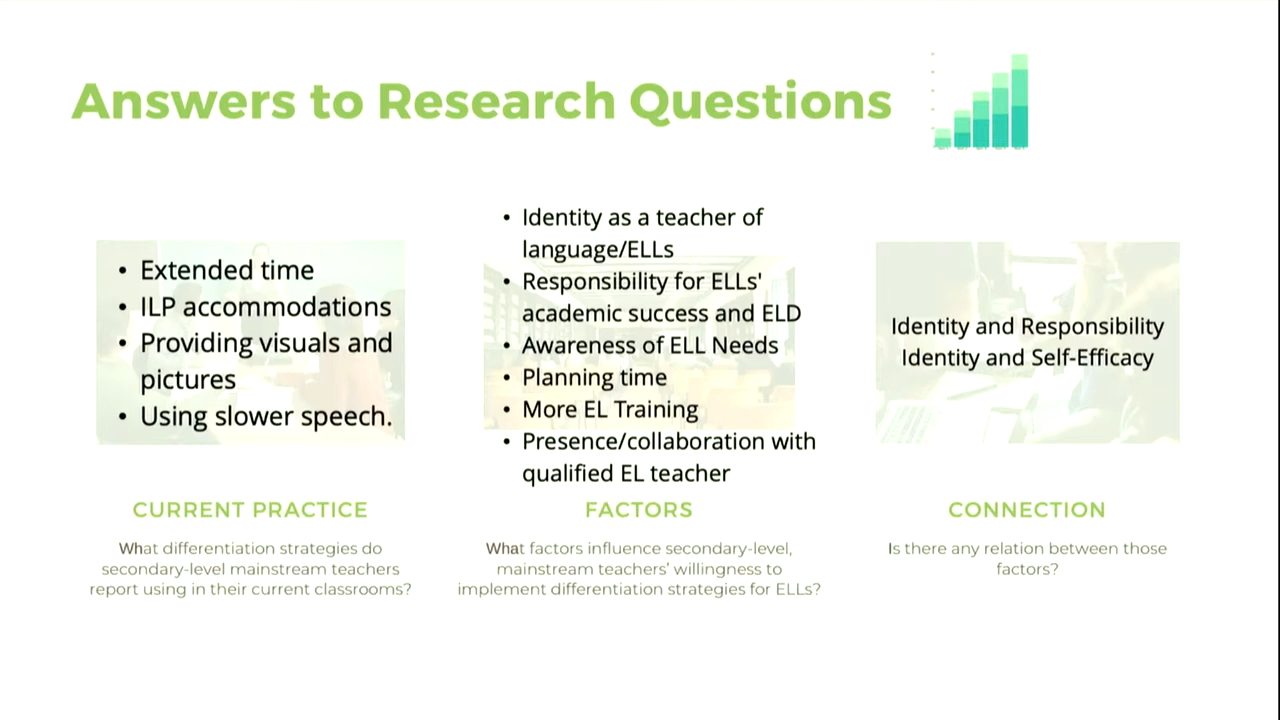 Answers to Research Questions
• Extended time
• ILP accommodations
• Providing visuals and
pictures
• Using slower speech.
CURRENT PRACTICE
What differentiation strategies do
secondary-level mainstream teachers
report using in their current classrooms?
• Identity as a teacher of
language/ELLs
• Responsibility for ELLs'
academic success and ELD
• Awareness of ELL Needs
• Planning time
• More EL Training
• Presence/collaboration with
qualified EL teacher
FACTORS
What factors influence secondary-level,
mainstream teachers’ willingness to
implement differentiation strategies for ELLs?
Identity and Responsibility
Identity and Self-Efficacy
CONNECTION
Is there any relation between those
factors?